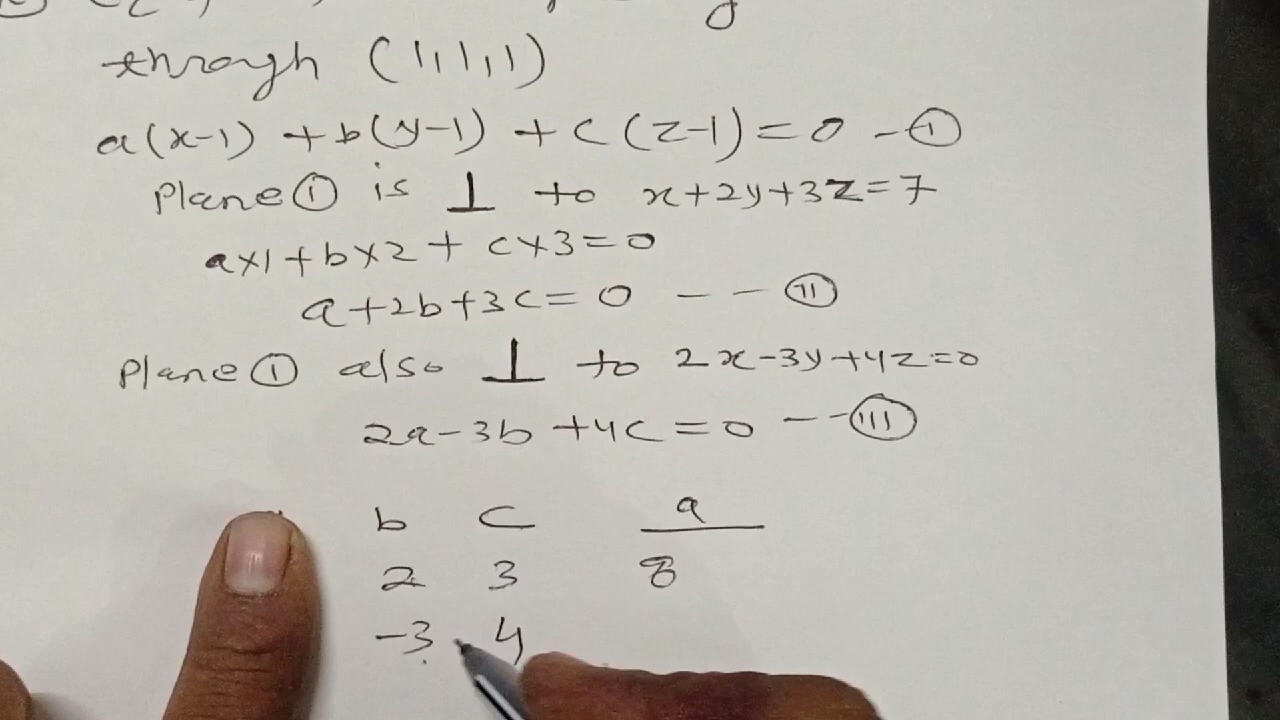 through (1,1,1)
a(x-1) + b(y-1) + c(z-1) = 0 - ①
Plane ① is ⊥ to x+2y+3z=7
a×1+b×2+c×3=0
a+2b+3c=0 - - (II)
Plane ① also ⊥ to 2x-3y+4z=0
2a-3b+4c=0 - - (III)
b c a
2 3 8
-3 4